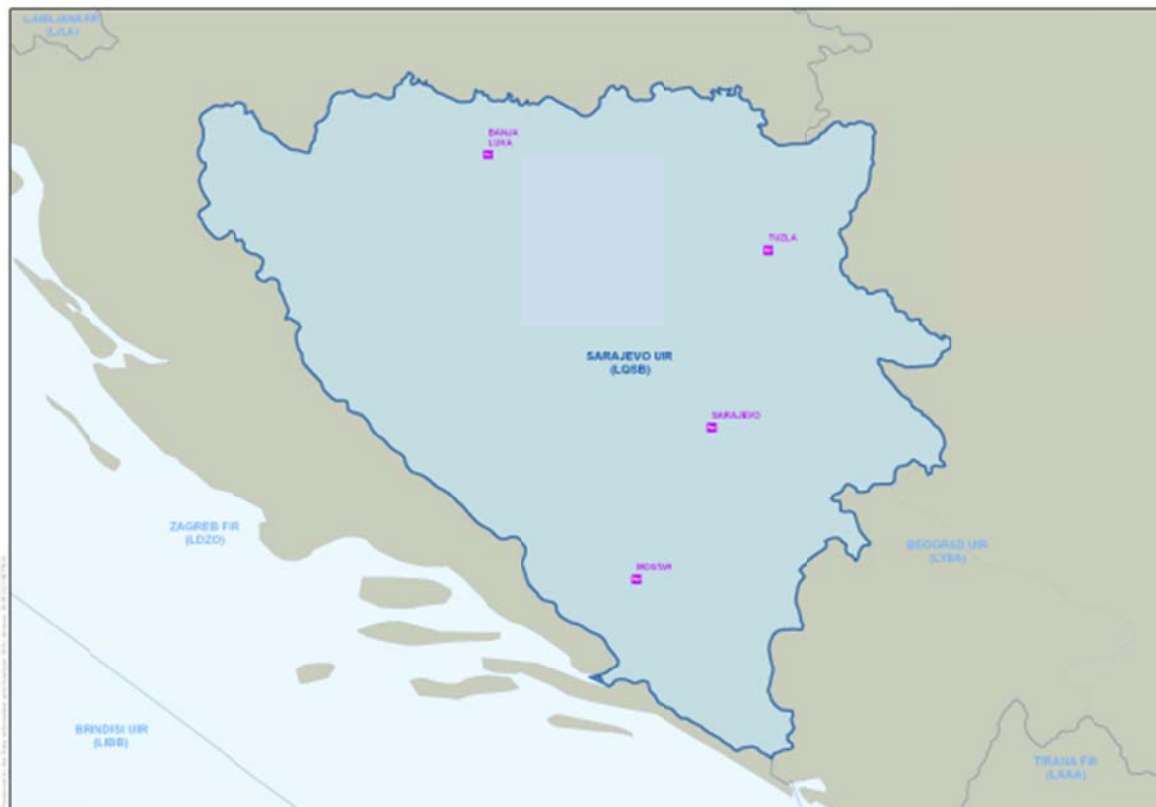 LJUBLJANA FIR
(LJLA)
BANJA
LUKA
TUZLA
SARAJEVO UIR
(LQSB)
SARAJEVO
ZAGREB FIR
(LDZO)
BEOGRAD UIR
(LYBA)
MOSTAR
BRINDISI UIR
(LIBB)
TIRANA FIR
(LAAA)